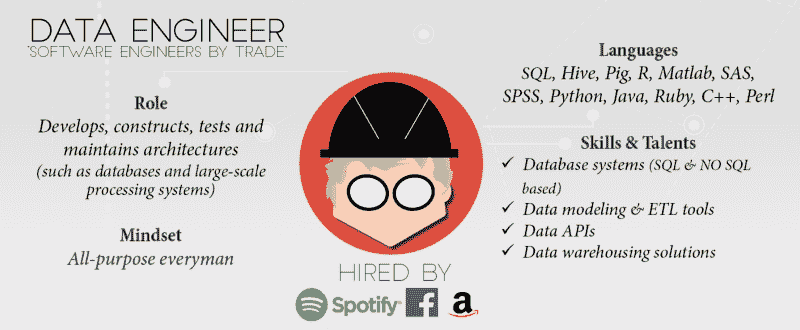 DATA ENGINEER
'SOFTWARE ENGINEERS BY TRADE'
Role
Develops, constructs, tests and
maintains architectures
(such as databases and large-scale
processing systems)
Mindset
All-purpose everyman
HIRED BY
Spotify
f
a
Languages
SQL, Hive, Pig, R, Matlab, SAS,
SPSS, Python, Java, Ruby, C++, Perl
Skills & Talents
✓ Database systems (SQL & NO SQL
based)
✓ Data modeling & ETL tools
✓ Data APIs
✓ Data warehousing solutions